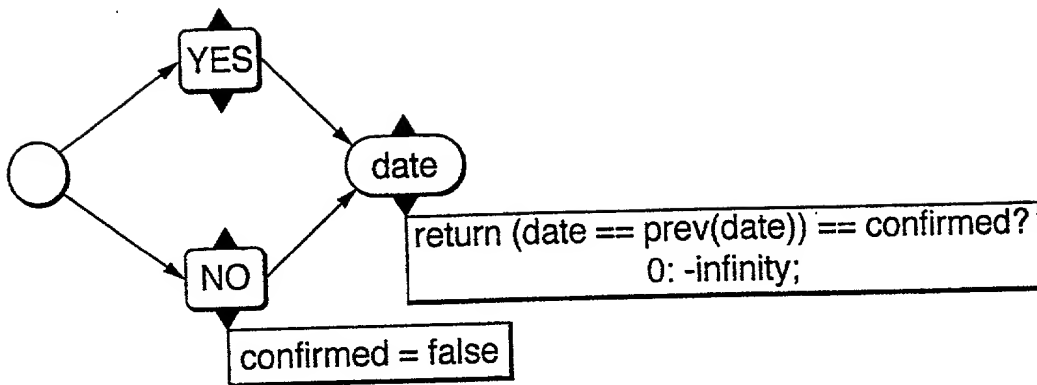 YES
date
return (date == prev(date)) == confirmed?
0: -infinity;
NO
confirmed = false